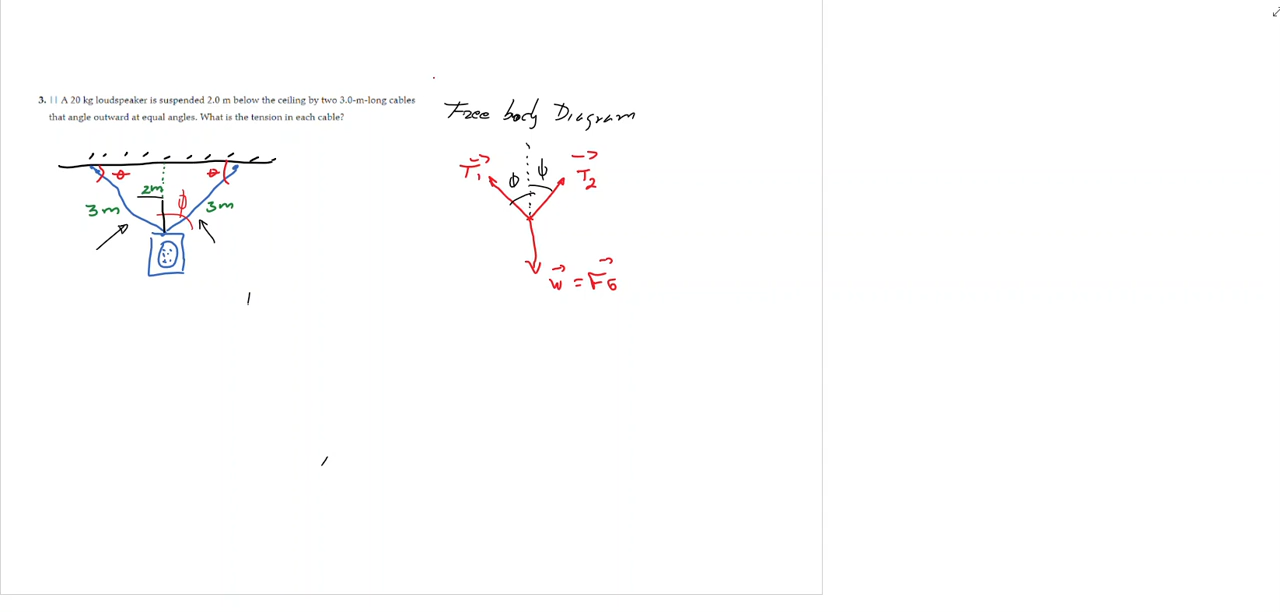 3. || A 20 kg loudspeaker is suspended 2.0 m below the ceiling by two 3.0-m-long cables
that angle outward at equal angles. What is the tension in each cable?
Free body Diagram
θ θ
2m
3m ϕ 3m
T₁ ϕ ϕ T₂
w = FG